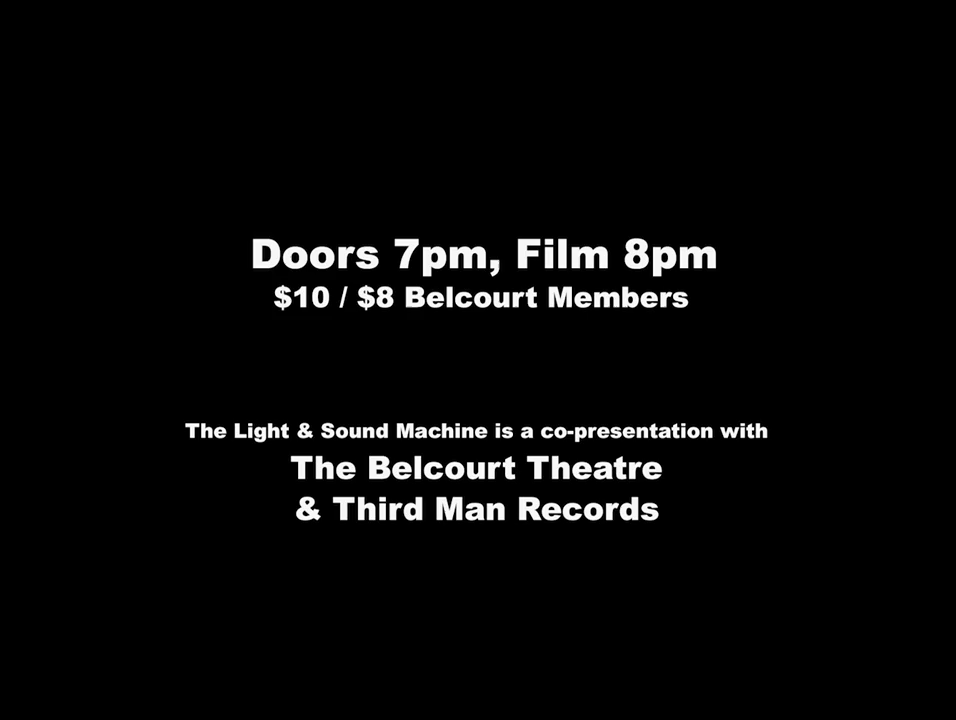 Doors 7pm, Film 8pm
$10 / $8 Belcourt Members
The Light & Sound Machine is a co-presentation with
The Belcourt Theatre
& Third Man Records